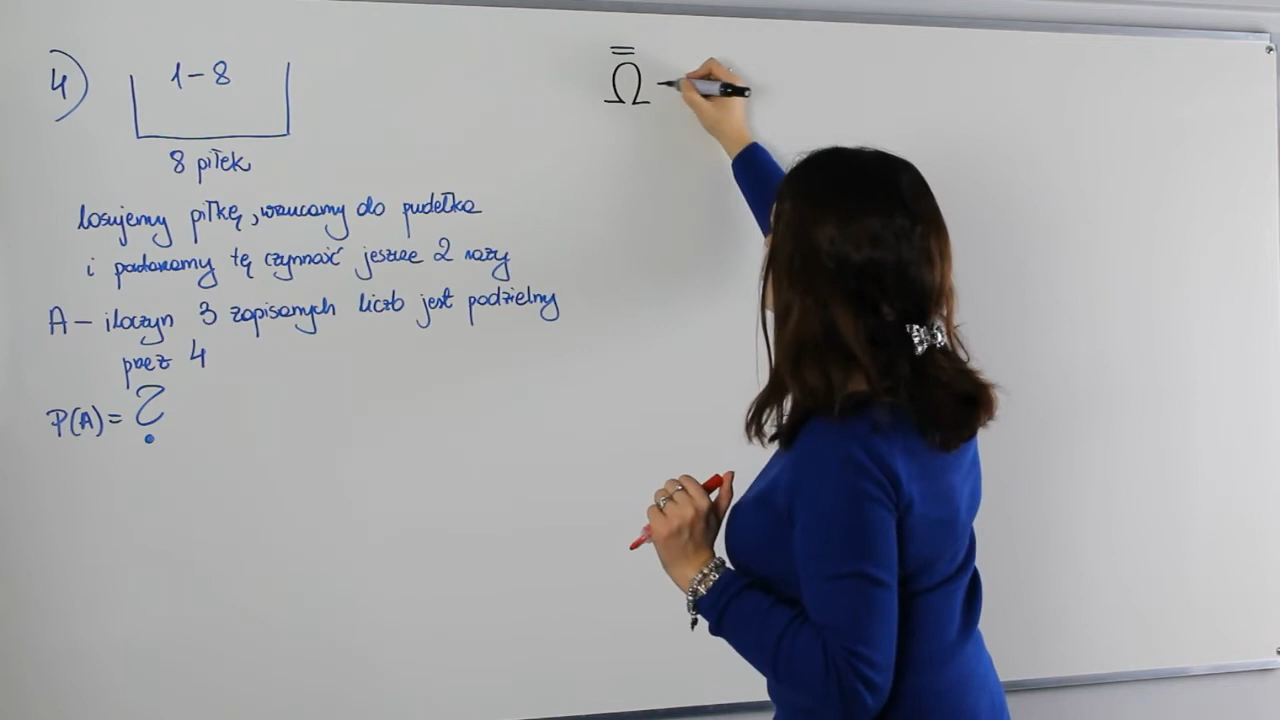 4)
1-8
8 piłek
losujemy piłkę, wrzucamy do pudełka
i powtarzamy tę czynność jeszcze 2 razy
A - iloczyn 3 zapisanych liczb jest podzielny
przez 4
P(A) = ?
Ω̿